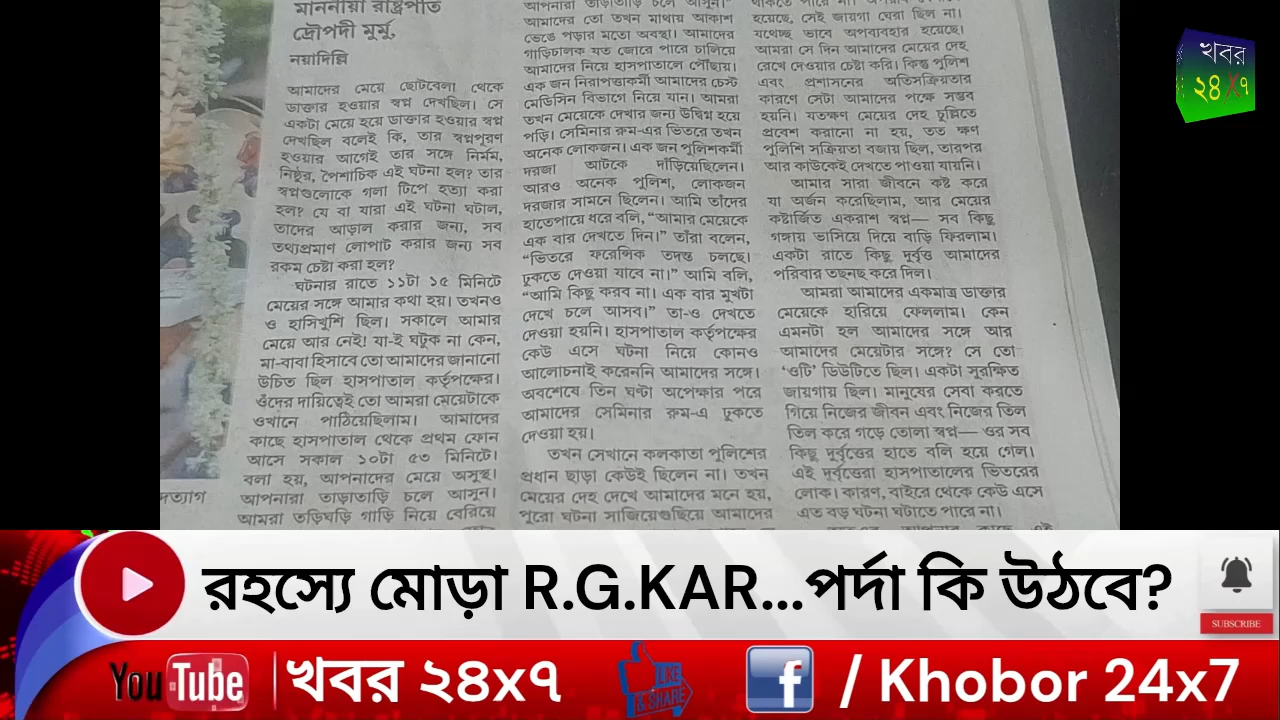 মাননীয়া রাষ্ট্রপতি
দ্রৌপদী মুর্মু,
নয়াদিল্লি
আমাদের মেয়ে ছোটবেলা থেকে
ডাক্তার হওয়ার স্বপ্ন দেখছিল। সে
একটা মেয়ে হয়ে ডাক্তার হওয়ার স্বপ্ন
দেখছিল বলেই কি, তার স্বপ্নপূরণ
হওয়ার আগেই তার সঙ্গে নির্মম,
নিষ্ঠুর, পৈশাচিক এই ঘটনা হল? তার
স্বপ্নগুলোকে গলা টিপে হত্যা করা
হল? যে বা যারা এই ঘটনা ঘটাল,
তাদের আড়াল করার জন্য, সব
তথ্যপ্রমাণ লোপাট করার জন্য সব
রকম চেষ্টা করা হল?
ঘটনার রাতে ১১টা ১৫ মিনিটে
মেয়ের সঙ্গে আমার কথা হয়। তখনও
ও হাসিখুশি ছিল। সকালে আমার
মেয়ে আর নেই! যা-ই ঘটুক না কেন,
মা-বাবা হিসাবে তো আমাদের জানানো
উচিত ছিল হাসপাতাল কর্তৃপক্ষের।
ওঁদের দায়িত্বেই তো আমরা মেয়েটাকে
ওখানে পাঠিয়েছিলাম। আমাদের
কাছে হাসপাতাল থেকে প্রথম ফোন
আসে সকাল ১০টা ৫৩ মিনিটে।
বলা হয়, আপনাদের মেয়ে অসুস্থ।
আপনারা তাড়াতাড়ি চলে আসুন।
আমরা তড়িঘড়ি গাড়ি নিয়ে বেরিয়ে
আপনারা তাড়াতাড়ি চলে আসুন।"
আমাদের তো তখন মাথায় আকাশ
ভেঙে পড়ার মতো অবস্থা। আমাদের
গাড়িচালক যত জোরে পারে চালিয়ে
আমাদের নিয়ে হাসপাতালে পৌঁছায়।
এক জন নিরাপত্তাকর্মী আমাদের চেস্ট
মেডিসিন বিভাগে নিয়ে যান। আমরা
তখন মেয়েকে দেখার জন্য উদ্বিগ্ন হয়ে
পড়ি। সেমিনার রুম-এর ভিতরে তখন
অনেক লোকজন। এক জন পুলিশকর্মী
দরজা আটকে দাঁড়িয়েছিলেন।
আরও অনেক পুলিশ, লোকজন
দরজার সামনে ছিলেন। আমি তাঁদের
হাতেপায়ে ধরে বলি, "আমার মেয়েকে
এক বার দেখতে দিন।" তাঁরা বলেন,
"ভিতরে ফরেন্সিক তদন্ত চলছে।
ঢুকতে দেওয়া যাবে না।" আমি বলি,
"আমি কিছু করব না। এক বার মুখটা
দেখে চলে আসব।" তা-ও দেখতে
দেওয়া হয়নি। হাসপাতাল কর্তৃপক্ষের
কেউ এসে ঘটনা নিয়ে কোনও
আলোচনাই করেননি আমাদের সঙ্গে।
অবশেষে তিন ঘণ্টা অপেক্ষার পরে
আমাদের সেমিনার রুম-এ ঢুকতে
দেওয়া হয়।
তখন সেখানে কলকাতা পুলিশের
প্রধান ছাড়া কেউই ছিলেন না। তখন
মেয়ের দেহ দেখে আমাদের মনে হয়,
পুরো ঘটনা সাজিয়েগুছিয়ে আমাদের
হয়েছে, সেই জায়গা ঘেরা ছিল না।
যথেচ্ছ ভাবে অপব্যবহার হয়েছে।
আমরা সে দিন আমাদের মেয়ের দেহ
রেখে দেওয়ার চেষ্টা করি। কিন্তু পুলিশ
এবং প্রশাসনের অতিসক্রিয়তার
কারণে সেটা আমাদের পক্ষে সম্ভব
হয়নি। যতক্ষণ মেয়ের দেহ চুল্লিতে
প্রবেশ করানো না হয়, তত ক্ষণ
পুলিশি সক্রিয়তা বজায় ছিল, তারপর
আর কাউকেই দেখতে পাওয়া যায়নি।
আমার সারা জীবনে কষ্ট করে
যা অর্জন করেছিলাম, আর মেয়ের
কষ্টার্জিত একরাশ স্বপ্ন— সব কিছু
গঙ্গায় ভাসিয়ে দিয়ে বাড়ি ফিরলাম।
একটা রাতে কিছু দুর্বৃত্ত আমাদের
পরিবার তছনছ করে দিল।
আমরা আমাদের একমাত্র ডাক্তার
মেয়েকে হারিয়ে ফেললাম। কেন
এমনটা হল আমাদের সঙ্গে আর
আমাদের মেয়েটার সঙ্গে? সে তো
'ওটি' ডিউটিতে ছিল। একটা সুরক্ষিত
জায়গায় ছিল। মানুষের সেবা করতে
গিয়ে নিজের জীবন এবং নিজের তিল
তিল করে গড়ে তোলা স্বপ্ন— ওর সব
কিছু দুর্বৃত্তের হাতে বলি হয়ে গেল।
এই দুর্বৃত্তেরা হাসপাতালের ভিতরের
লোক। কারণ, বাইরে থেকে কেউ এসে
এত বড় ঘটনা ঘটাতে পারে না।
খবর
২৪X৭
রহস্যে মোড়া R.G.KAR...পর্দা কি উঠবে?
SUBSCRIBE
YouTube
খবর ২৪x৭
LIKE
& SHARE
f / Khobor 24x7